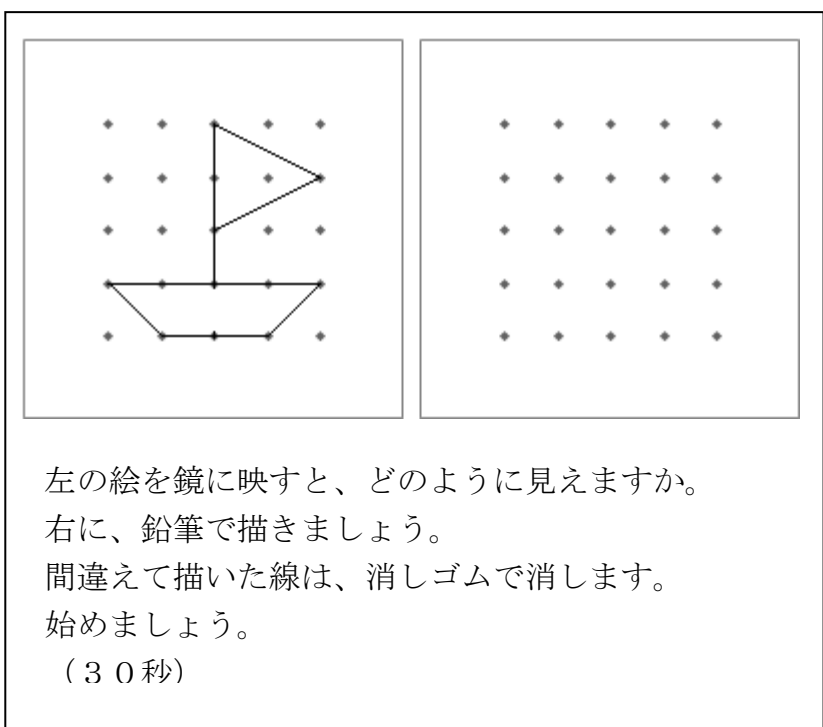 左の絵を鏡に映すと、どのように見えますか。
右に、鉛筆で描きましょう。
間違えて描いた線は、消しゴムで消します。
始めましょう。
（３０秒）